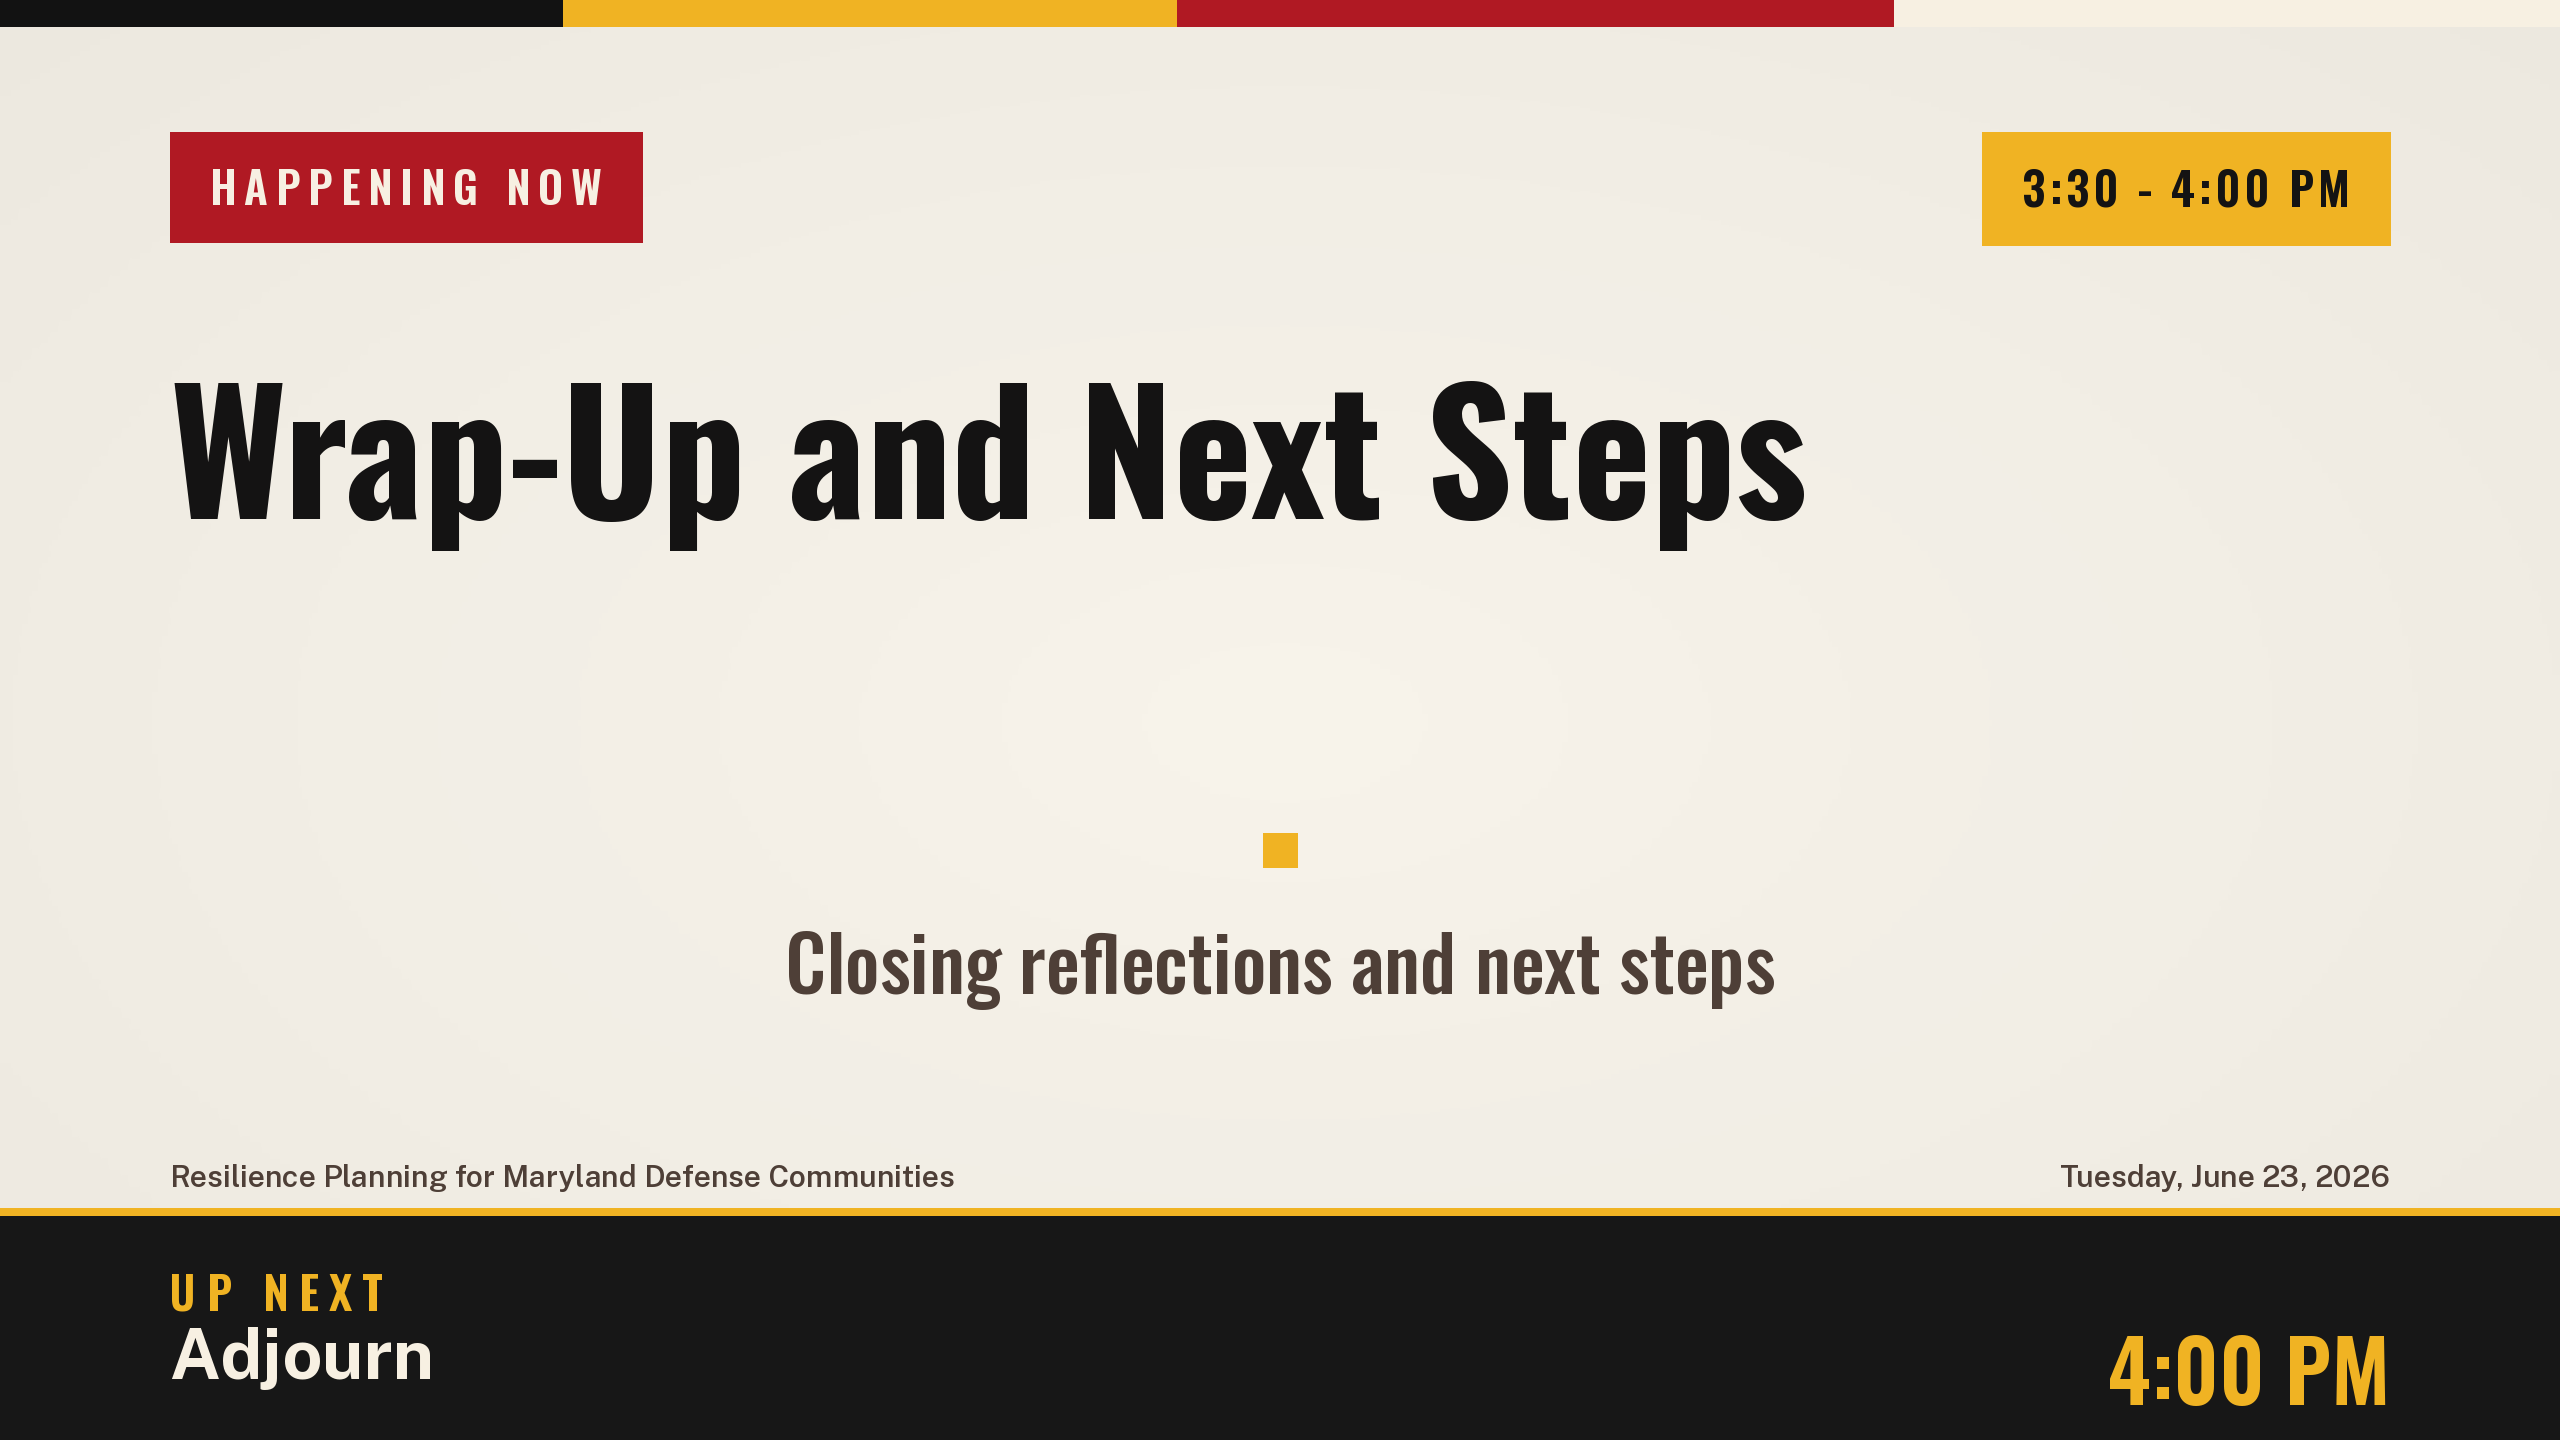 HAPPENING NOW
3:30 - 4:00 PM
Wrap-Up and Next Steps
Closing reflections and next steps
Resilience Planning for Maryland Defense Communities
Tuesday, June 23, 2026
UP NEXT
Adjourn
4:00 PM